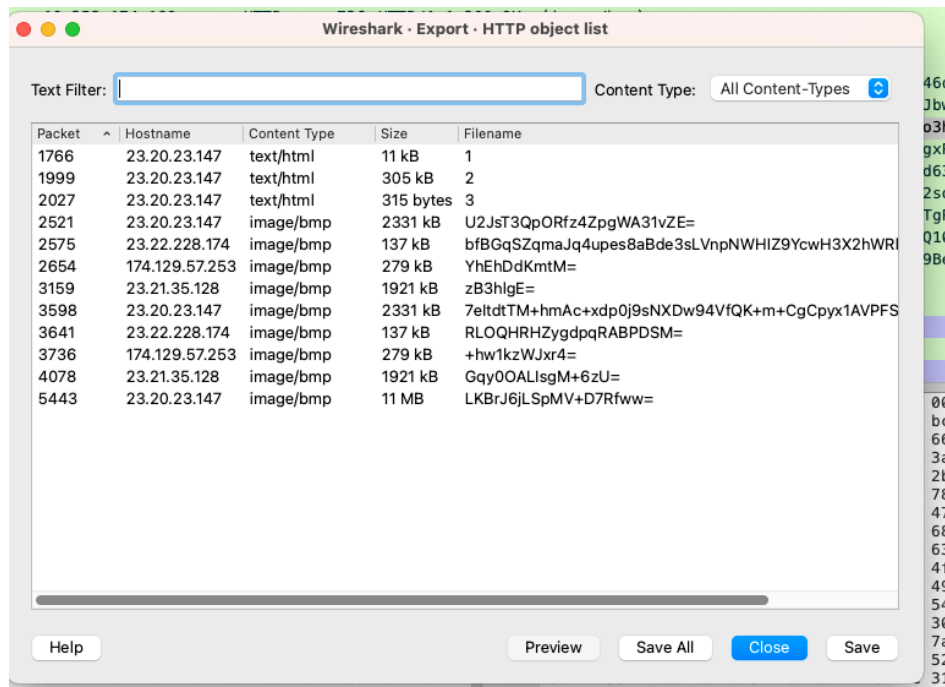 Wireshark · Export · HTTP object list
Text Filter: Content Type: All Content-Types
Packet Hostname Content Type Size Filename
1766 23.20.23.147 text/html 11 kB 1
1999 23.20.23.147 text/html 305 kB 2
2027 23.20.23.147 text/html 315 bytes 3
2521 23.20.23.147 image/bmp 2331 kB U2JsT3QpORfz4ZpgWA31vZE=
2575 23.22.228.174 image/bmp 137 kB bfBGqSZqmaJq4upes8aBde3sLVnpNWHIZ9YcwH3X2hWRI
2654 174.129.57.253 image/bmp 279 kB YhEhDdKmtM=
3159 23.21.35.128 image/bmp 1921 kB zB3hIgE=
3598 23.20.23.147 image/bmp 2331 kB 7eItdtTM+hmAc+xdp0j9sNXDw94VfQK+m+CgCpyx1AVPFS
3641 23.22.228.174 image/bmp 137 kB RLOQHRHZygdpqRABPDSM=
3736 174.129.57.253 image/bmp 279 kB +hw1kzWJxr4=
4078 23.21.35.128 image/bmp 1921 kB Gqy0OALIsgM+6zU=
5443 23.20.23.147 image/bmp 11 MB LKBrJ6jLSpMV+D7Rfww=
Help Preview Save All Close Save